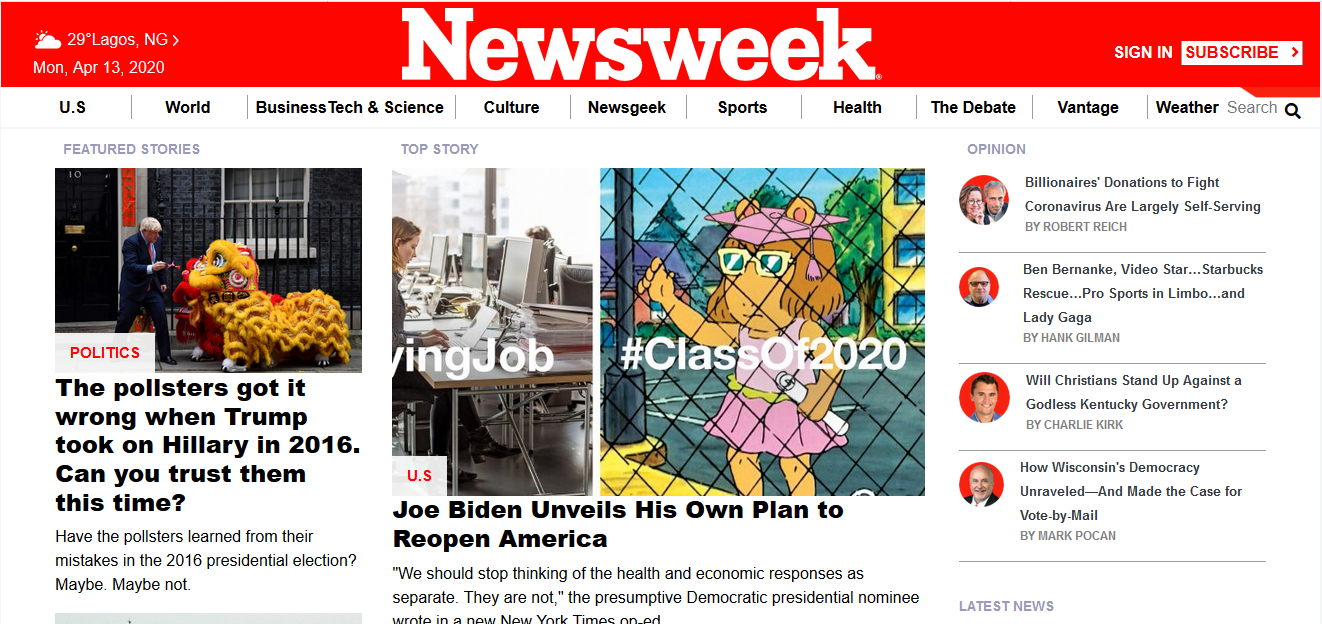 29°Lagos, NG >
Mon, Apr 13, 2020
Newsweek
SIGN IN SUBSCRIBE >
U.S World Business Tech & Science Culture Newsgeek Sports Health The Debate Vantage Weather Search
FEATURED STORIES
10
POLITICS
The pollsters got it
wrong when Trump
took on Hillary in 2016.
Can you trust them
this time?
Have the pollsters learned from their
mistakes in the 2016 presidential election?
Maybe. Maybe not.
TOP STORY
vingJob
#ClassOf2020
U.S
Joe Biden Unveils His Own Plan to
Reopen America
"We should stop thinking of the health and economic responses as
separate. They are not," the presumptive Democratic presidential nominee
wrote in a new New York Times op-ed
OPINION
Billionaires' Donations to Fight
Coronavirus Are Largely Self-Serving
BY ROBERT REICH
Ben Bernanke, Video Star...Starbucks
Rescue...Pro Sports in Limbo...and
Lady Gaga
BY HANK GILMAN
Will Christians Stand Up Against a
Godless Kentucky Government?
BY CHARLIE KIRK
How Wisconsin's Democracy
Unraveled—And Made the Case for
Vote-by-Mail
BY MARK POCAN
LATEST NEWS